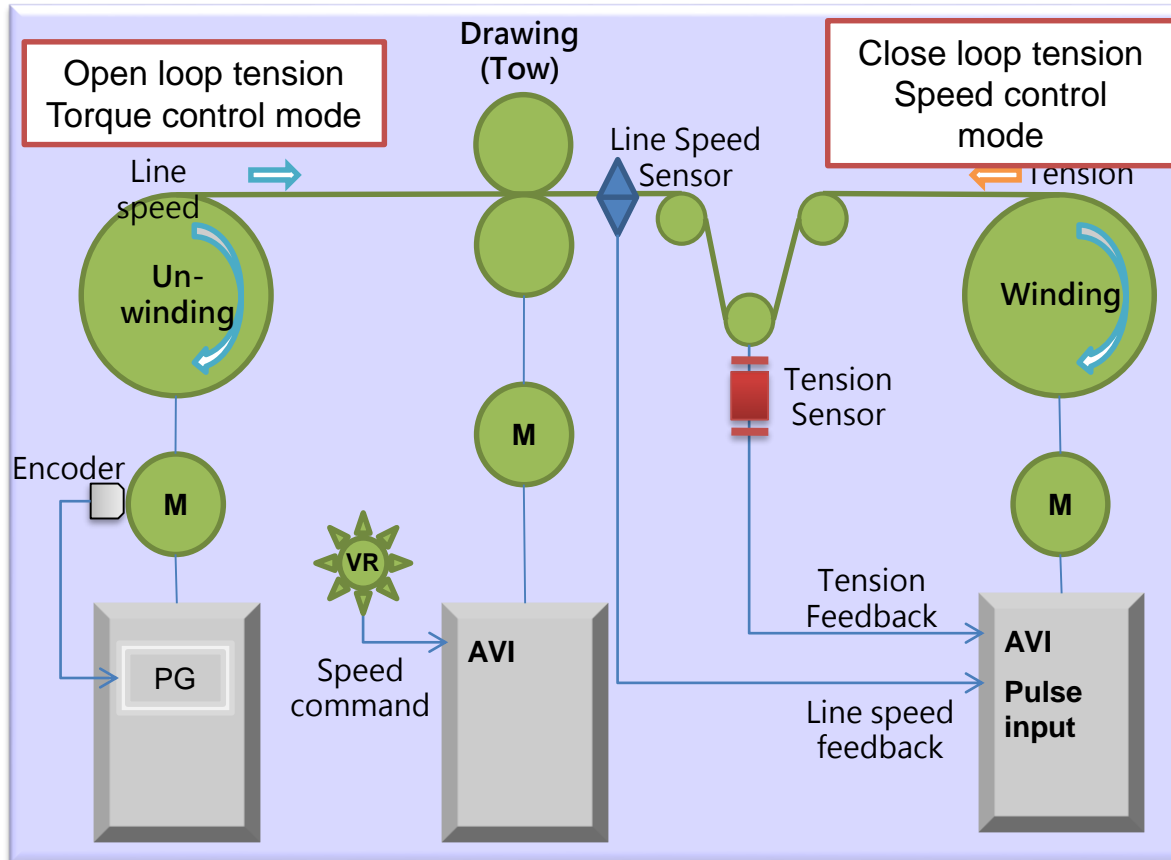 Open loop tension
Torque control mode
Drawing
(Tow)
Close loop tension
Speed control
mode
Line
speed
Line Speed
Sensor
Tension
Un-
winding
Winding
Tension
Sensor
Encoder
M
M
M
VR
PG
Speed
command
AVI
Tension
Feedback
Line speed
feedback
AVI
Pulse
input